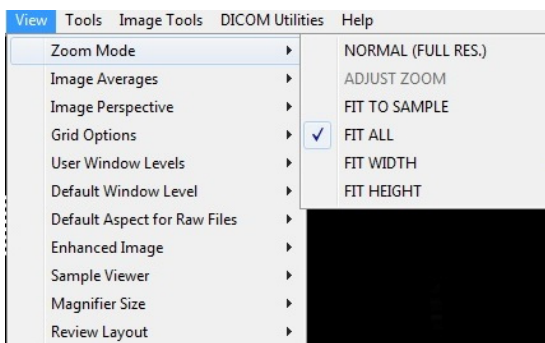 View Tools Image Tools DICOM Utilities Help
Zoom Mode
Image Averages
Image Perspective
Grid Options
User Window Levels
Default Window Level
Default Aspect for Raw Files
Enhanced Image
Sample Viewer
Magnifier Size
Review Layout
NORMAL (FULL RES.)
ADJUST ZOOM
FIT TO SAMPLE
FIT ALL
FIT WIDTH
FIT HEIGHT